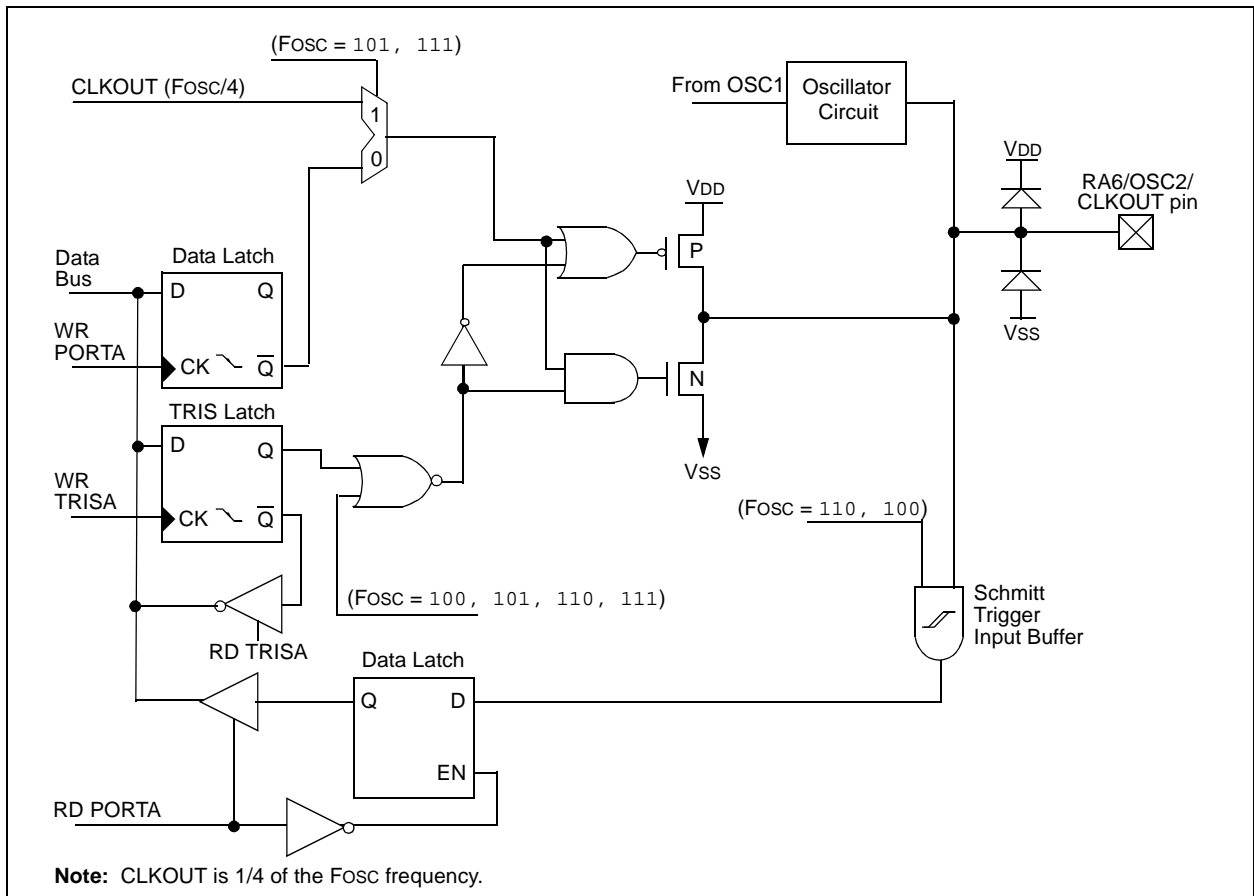 (FOSC = 101, 111)
CLKOUT (FOSC/4)
1
0
From OSC1
Oscillator
Circuit
VDD
RA6/OSC2/
CLKOUT pin
VSS
VDD
P
N
VSS
Data
Bus
Data Latch
D
Q
WR
PORTA
CK
Q
TRIS Latch
D
Q
WR
TRISA
CK
Q
(FOSC = 110, 100)
(FOSC = 100, 101, 110, 111)
Schmitt
Trigger
Input Buffer
RD TRISA
Data Latch
Q
D
EN
RD PORTA
Note: CLKOUT is 1/4 of the FOSC frequency.